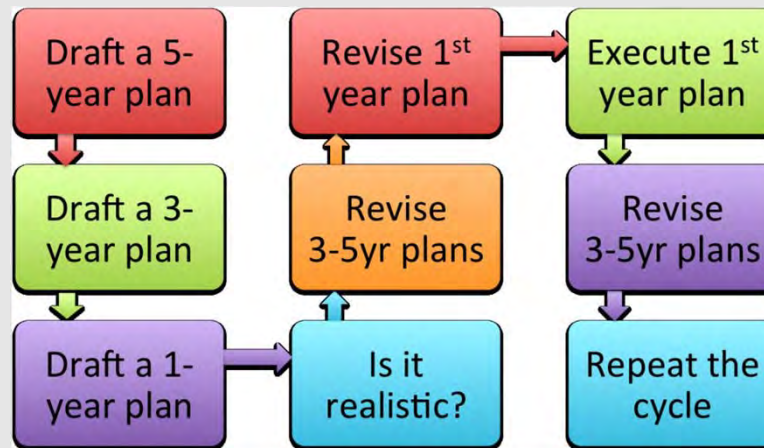 Draft a 5-
year plan
Draft a 3-
year plan
Draft a 1-
year plan
Is it
realistic?
Revise
3-5yr plans
Revise 1st
year plan
Execute 1st
year plan
Revise
3-5yr plans
Repeat the
cycle